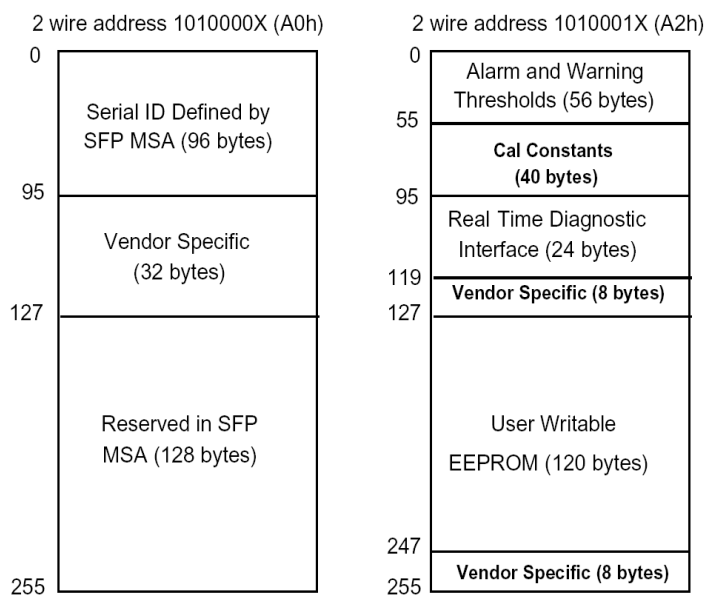 2 wire address 1010000X (A0h)
0
Serial ID Defined by
SFP MSA (96 bytes)
95
Vendor Specific
(32 bytes)
127
Reserved in SFP
MSA (128 bytes)
255
2 wire address 1010001X (A2h)
0
Alarm and Warning
Thresholds (56 bytes)
55
Cal Constants
(40 bytes)
95
Real Time Diagnostic
Interface (24 bytes)
119
Vendor Specific (8 bytes)
127
User Writable
EEPROM (120 bytes)
247
Vendor Specific (8 bytes)
255